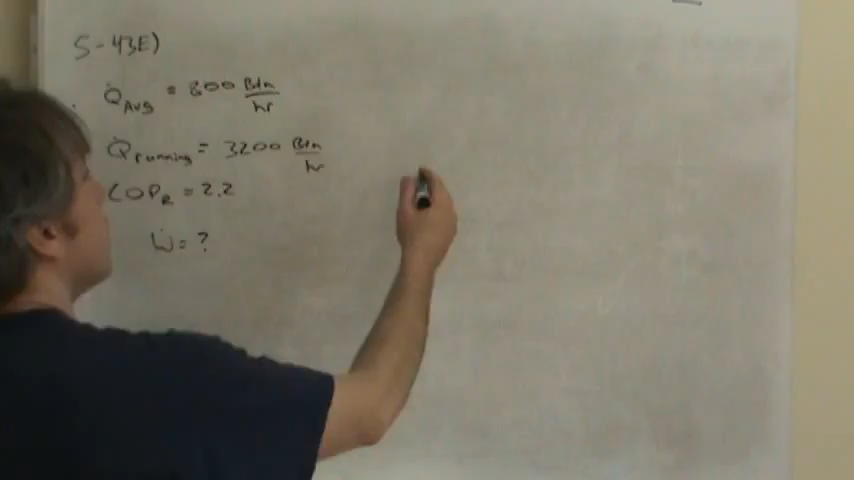 5-43E)
Q̇Avg = 800 Btu/hr
Q̇running = 3200 Btu/hr
COPR = 2.2
Ẇ = ?